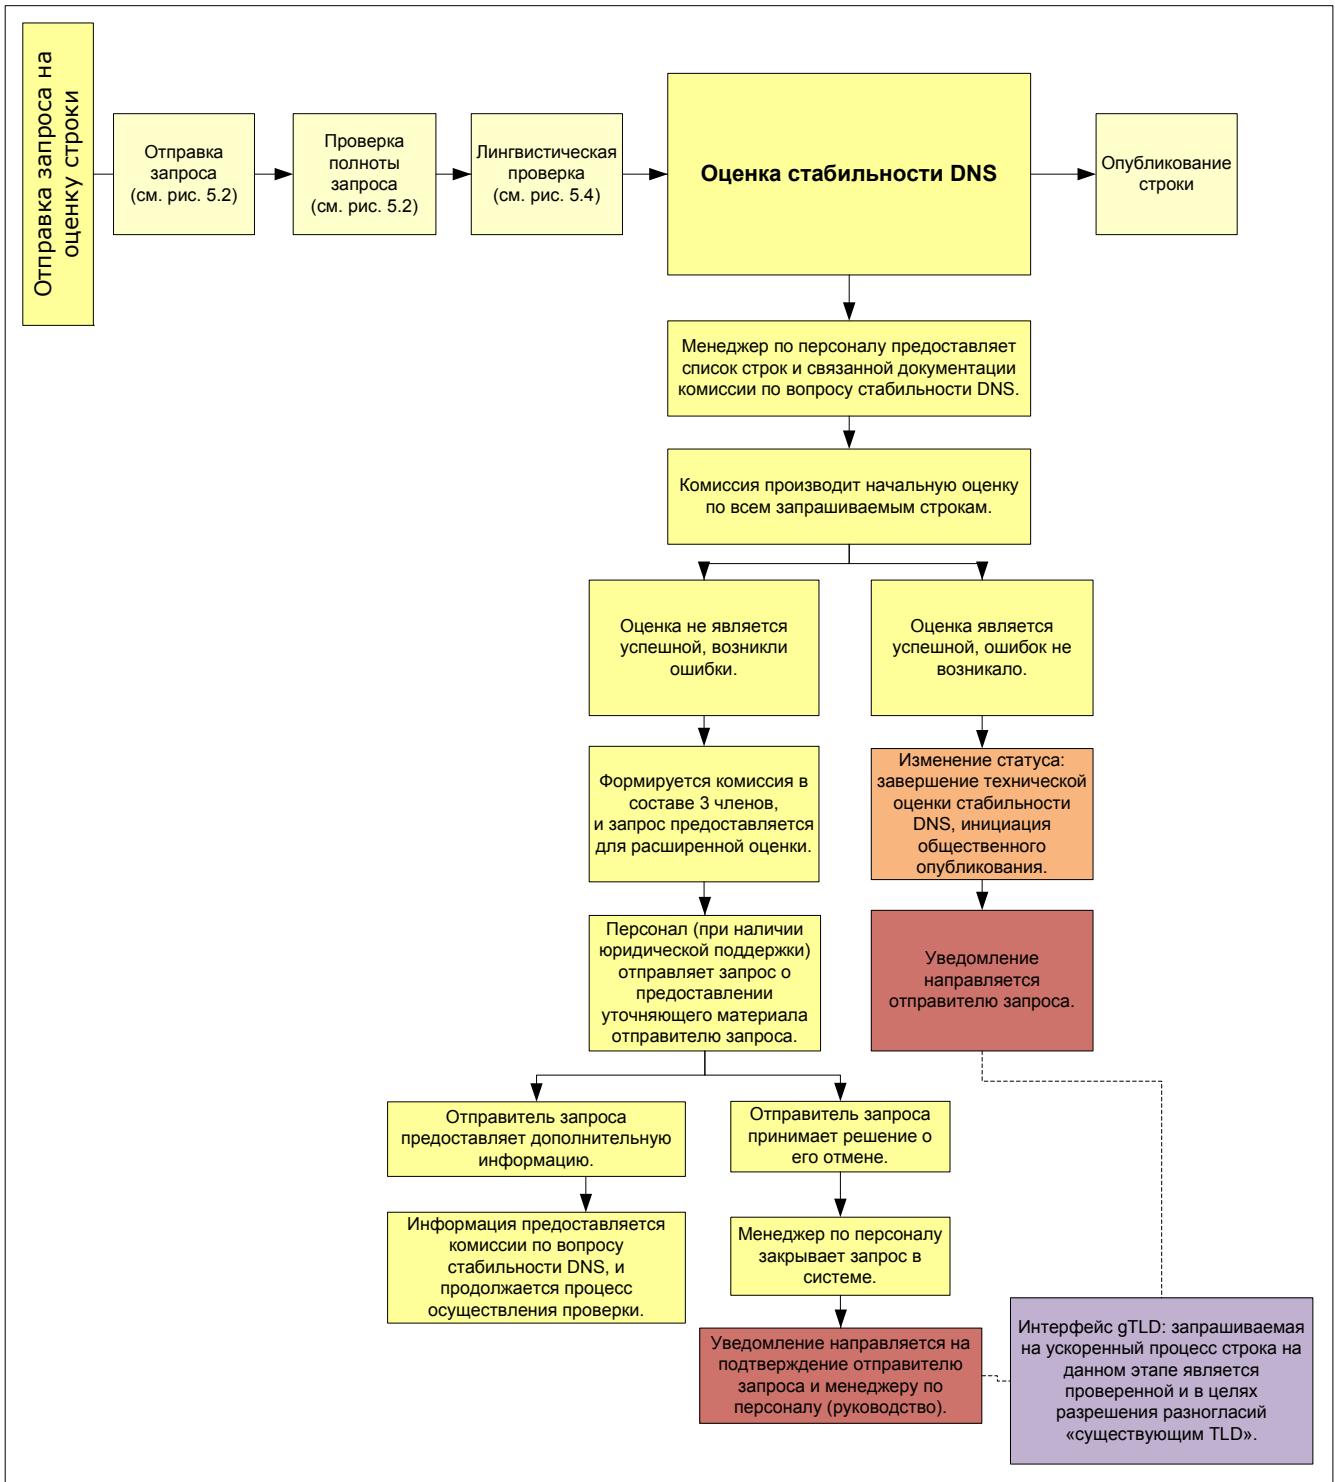 Отправка запроса на
оценку строки
Отправка
запроса
(см. рис. 5.2)
Проверка
полноты
запроса
(см. рис. 5.2)
Лингвистическая
проверка
(см. рис. 5.4)
Оценка стабильности DNS
Опубликование
строки
Менеджер по персоналу предоставляет
список строк и связанной документации
комиссии по вопросу стабильности DNS.
Комиссия производит начальную оценку
по всем запрашиваемым строкам.
Оценка не является
успешной, возникли
ошибки.
Оценка является
успешной, ошибок не
возникало.
Формируется комиссия в
составе 3 членов,
и запрос предоставляется
для расширенной оценки.
Изменение статуса:
завершение технической
оценки стабильности
DNS, инициация
общественного
опубликования.
Персонал (при наличии
юридической поддержки)
отправляет запрос о
предоставлении
уточняющего материала
отправителю запроса.
Уведомление
направляется
отправителю запроса.
Отправитель запроса
предоставляет дополнительную
информацию.
Отправитель запроса
принимает решение о
его отмене.
Информация предоставляется
комиссии по вопросу
стабильности DNS, и
продолжается процесс
осуществления проверки.
Менеджер по персоналу
закрывает запрос в
системе.
Уведомление направляется на
подтверждение отправителю
запроса и менеджеру по
персоналу (руководство).
Интерфейс gTLD: запрашиваемая
на ускоренный процесс строка на
данном этапе является
проверенной и в целях
разрешения разногласий
«существующим TLD».